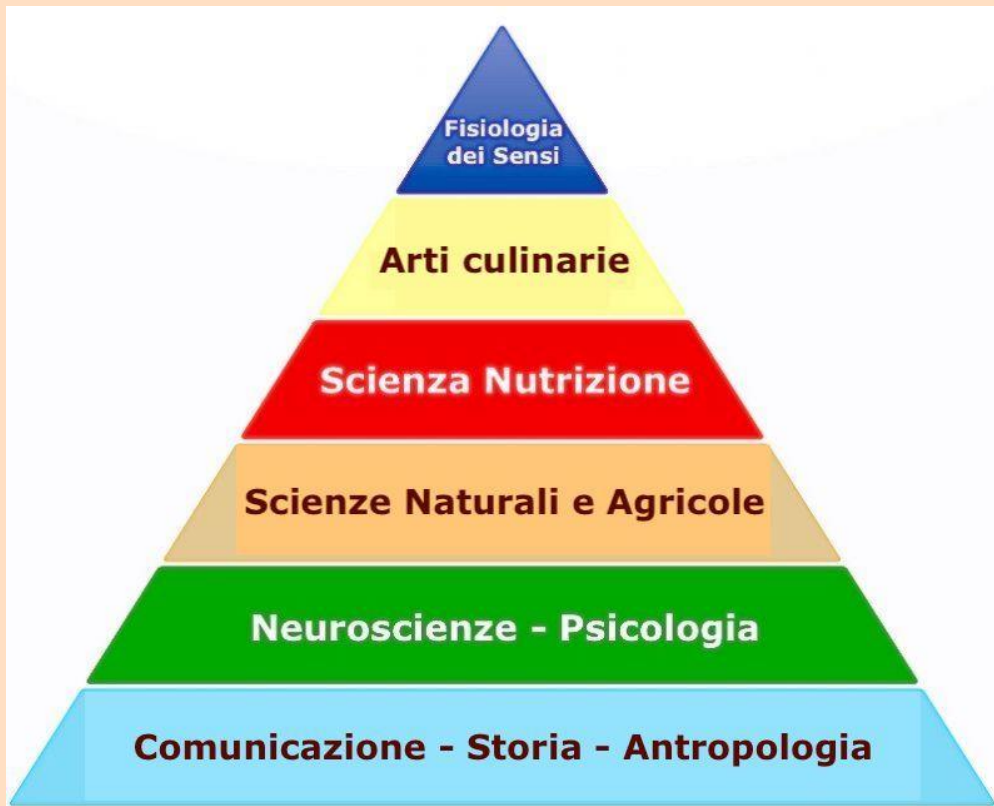 Fisiologia
dei Sensi
Arti culinarie
Scienza Nutrizione
Scienze Naturali e Agricole
Neuroscienze - Psicologia
Comunicazione - Storia - Antropologia